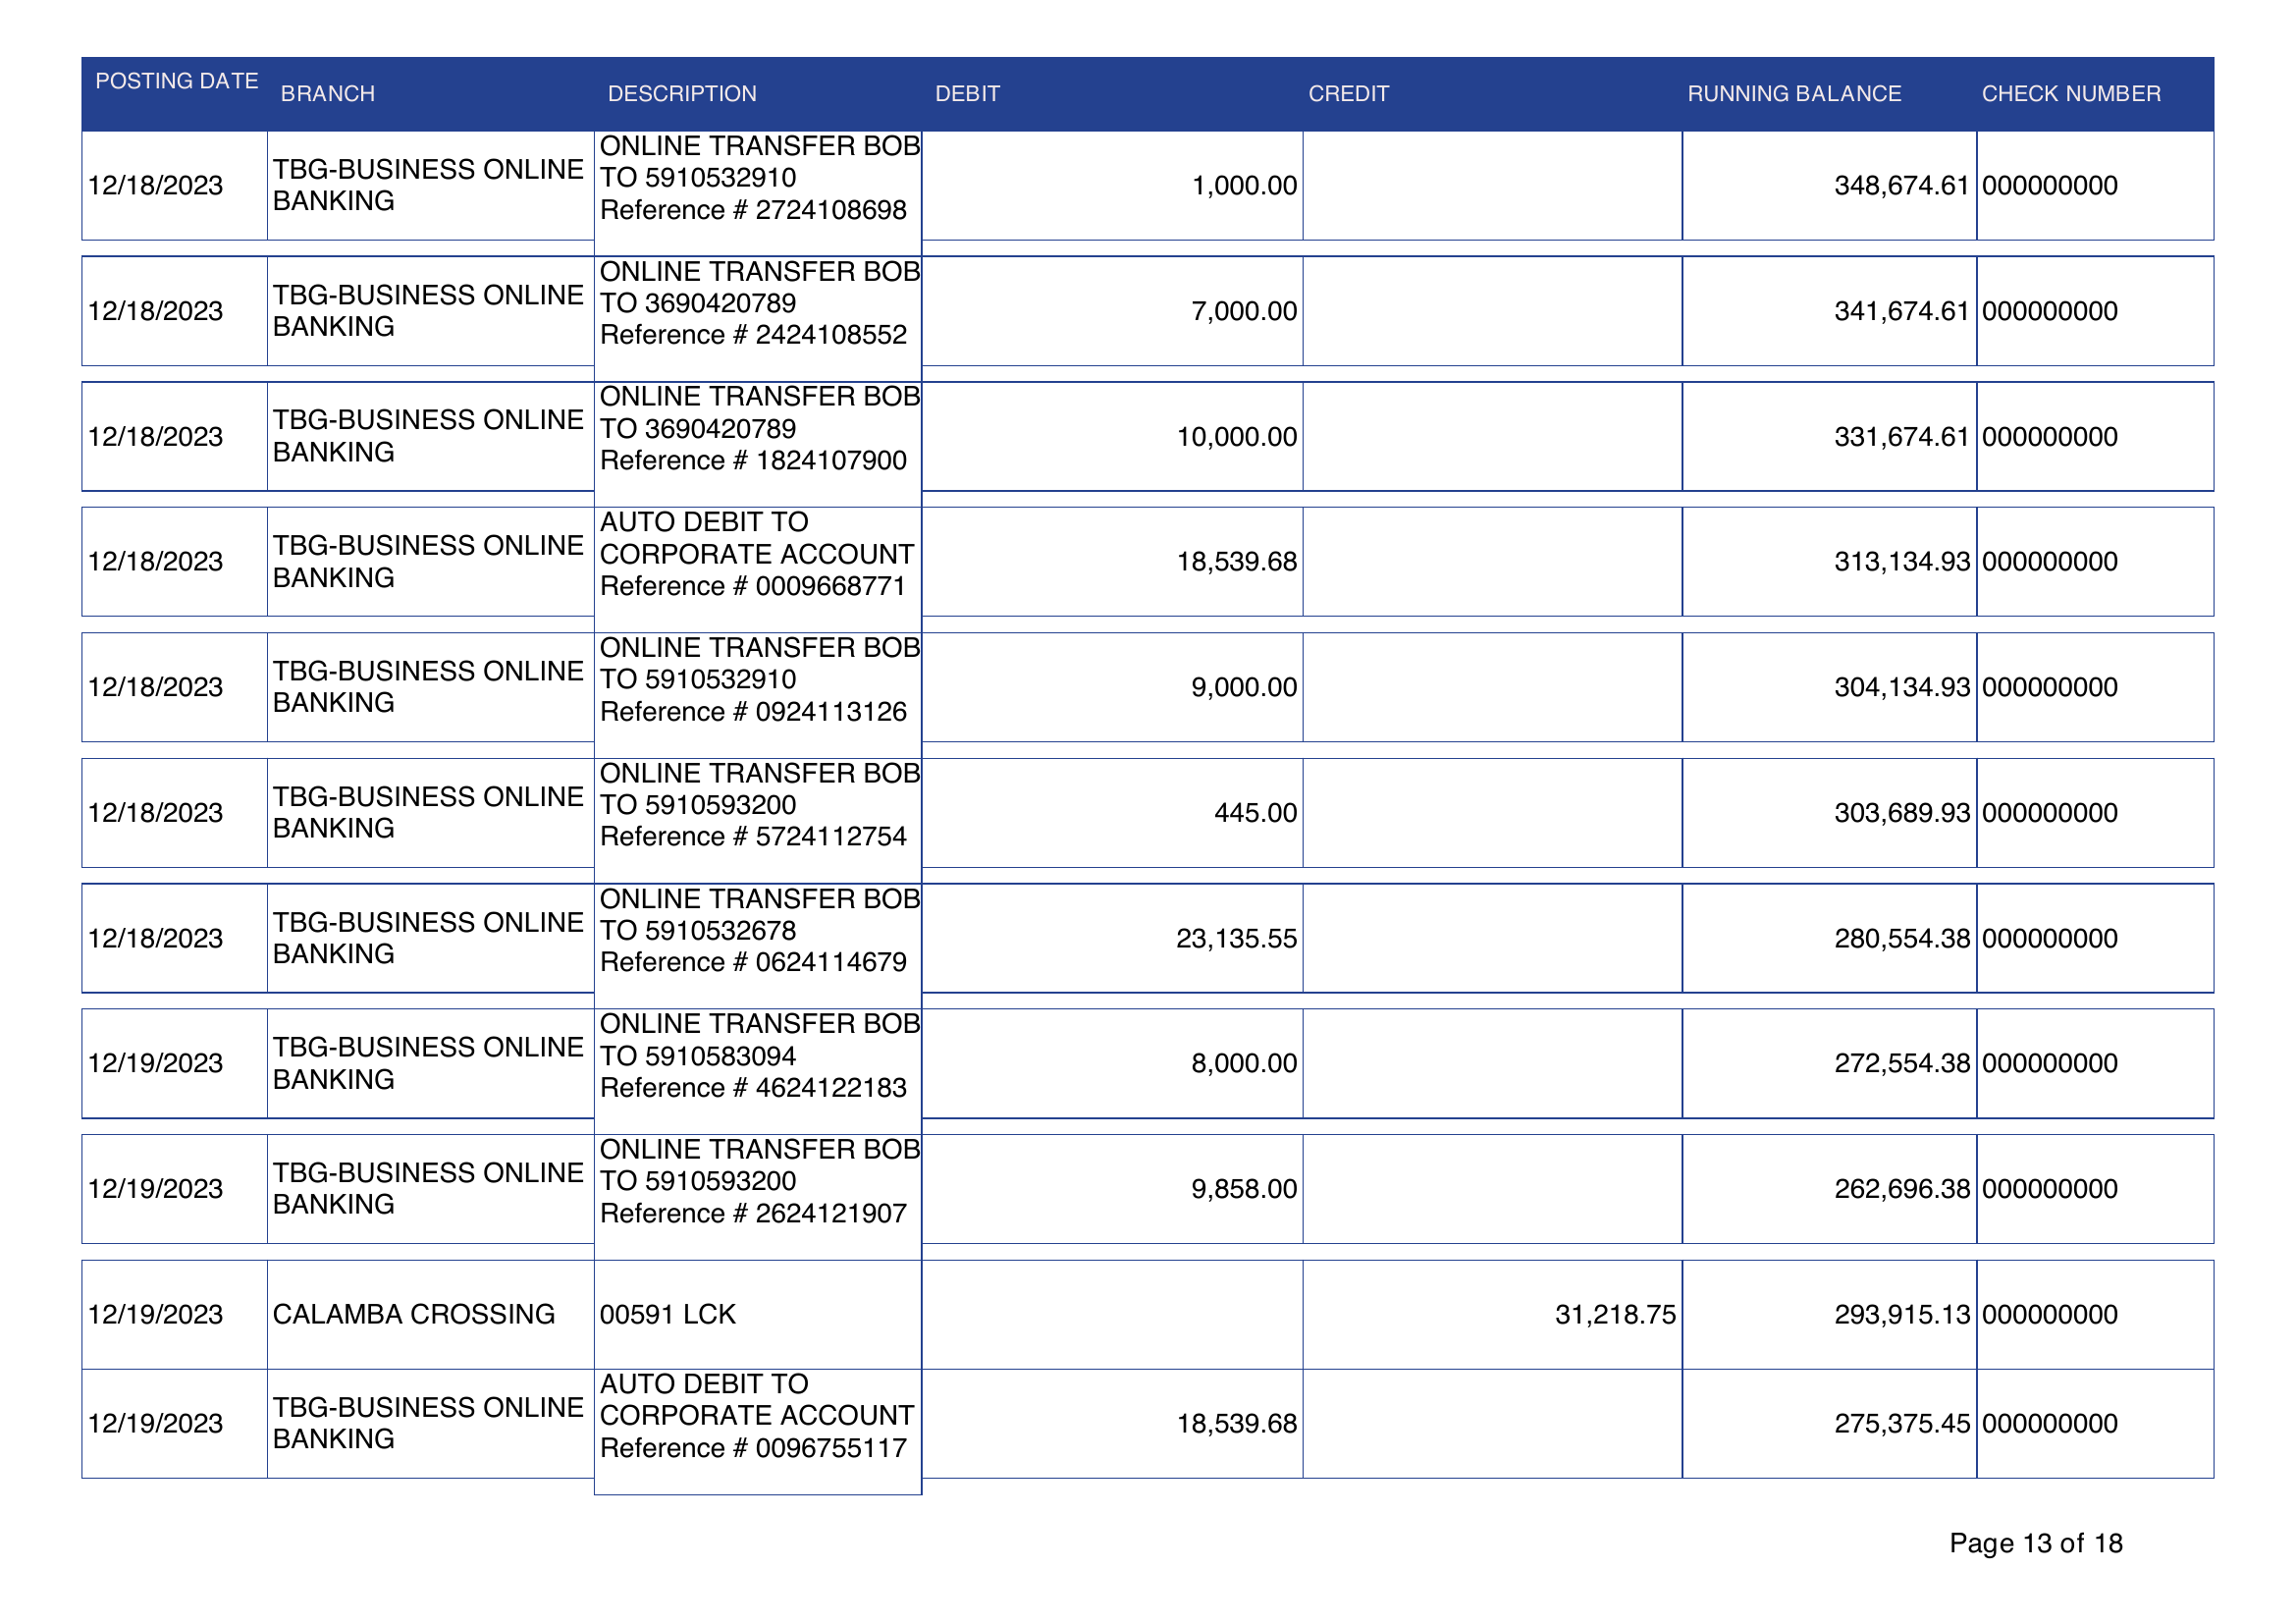 POSTING DATE BRANCH DESCRIPTION DEBIT CREDIT RUNNING BALANCE CHECK NUMBER
12/18/2023 TBG-BUSINESS ONLINE BANKING ONLINE TRANSFER BOB TO 5910532910 Reference # 2724108698 1,000.00 348,674.61 000000000
12/18/2023 TBG-BUSINESS ONLINE BANKING ONLINE TRANSFER BOB TO 3690420789 Reference # 2424108552 7,000.00 341,674.61 000000000
12/18/2023 TBG-BUSINESS ONLINE BANKING ONLINE TRANSFER BOB TO 3690420789 Reference # 1824107900 10,000.00 331,674.61 000000000
12/18/2023 TBG-BUSINESS ONLINE BANKING AUTO DEBIT TO CORPORATE ACCOUNT Reference # 0009668771 18,539.68 313,134.93 000000000
12/18/2023 TBG-BUSINESS ONLINE BANKING ONLINE TRANSFER BOB TO 5910532910 Reference # 0924113126 9,000.00 304,134.93 000000000
12/18/2023 TBG-BUSINESS ONLINE BANKING ONLINE TRANSFER BOB TO 5910593200 Reference # 5724112754 445.00 303,689.93 000000000
12/18/2023 TBG-BUSINESS ONLINE BANKING ONLINE TRANSFER BOB TO 5910532678 Reference # 0624114679 23,135.55 280,554.38 000000000
12/19/2023 TBG-BUSINESS ONLINE BANKING ONLINE TRANSFER BOB TO 5910583094 Reference # 4624122183 8,000.00 272,554.38 000000000
12/19/2023 TBG-BUSINESS ONLINE BANKING ONLINE TRANSFER BOB TO 5910593200 Reference # 2624121907 9,858.00 262,696.38 000000000
12/19/2023 CALAMBA CROSSING 00591 LCK 31,218.75 293,915.13 000000000
12/19/2023 TBG-BUSINESS ONLINE BANKING AUTO DEBIT TO CORPORATE ACCOUNT Reference # 0096755117 18,539.68 275,375.45 000000000
Page 13 of 18